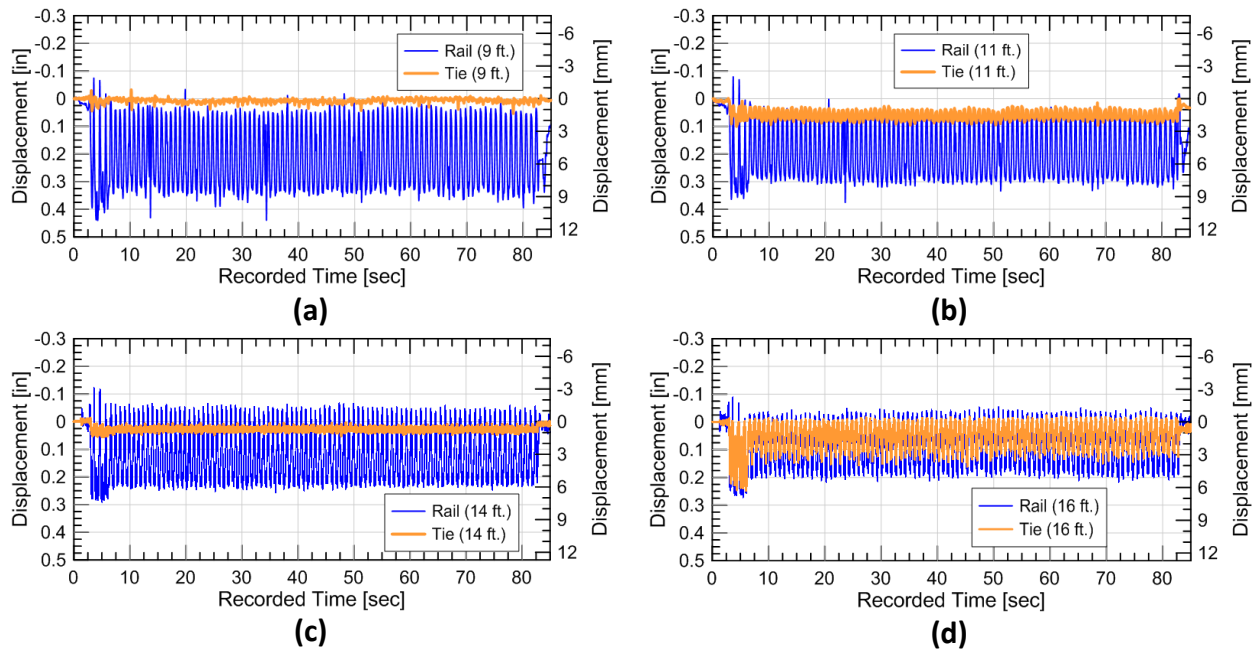 -0.3
-0.2
-0.1
0
0.1
0.2
0.3
0.4
0.5
Displacement [in]
Rail (9 ft.)
Tie (9 ft.)
-6
-3
0
3
6
9
12
Displacement [mm]
0 10 20 30 40 50 60 70 80
Recorded Time [sec]
(a)
-0.3
-0.2
-0.1
0
0.1
0.2
0.3
0.4
0.5
Displacement [in]
Rail (11 ft.)
Tie (11 ft.)
-6
-3
0
3
6
9
12
Displacement [mm]
0 10 20 30 40 50 60 70 80
Recorded Time [sec]
(b)
-0.3
-0.2
-0.1
0
0.1
0.2
0.3
0.4
0.5
Displacement [in]
Rail (14 ft.)
Tie (14 ft.)
-6
-3
0
3
6
9
12
Displacement [mm]
0 10 20 30 40 50 60 70 80
Recorded Time [sec]
(c)
-0.3
-0.2
-0.1
0
0.1
0.2
0.3
0.4
0.5
Displacement [in]
Rail (16 ft.)
Tie (16 ft.)
-6
-3
0
3
6
9
12
Displacement [mm]
0 10 20 30 40 50 60 70 80
Recorded Time [sec]
(d)